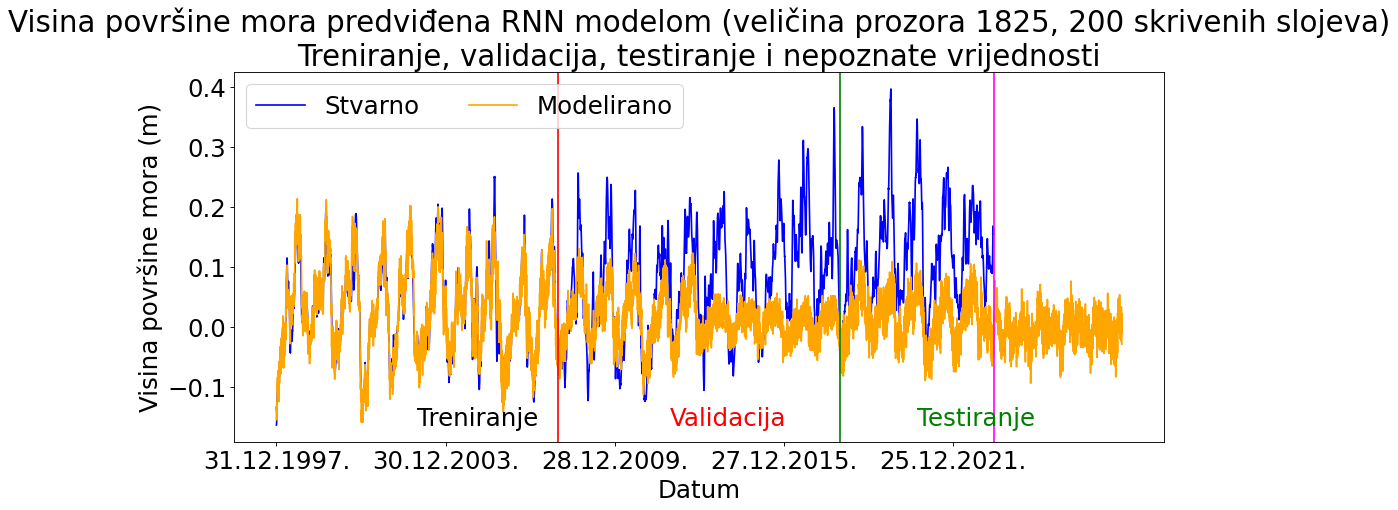 Visina površine mora predviđena RNN modelom (veličina prozora 1825, 200 skrivenih slojeva)
Treniranje, validacija, testiranje i nepoznate vrijednosti
Stvarno
Modelirano
Visina površine mora (m)
0.4
0.3
0.2
0.1
0.0
−0.1
Treniranje
Validacija
Testiranje
31.12.1997.
30.12.2003.
28.12.2009.
27.12.2015.
25.12.2021.
Datum